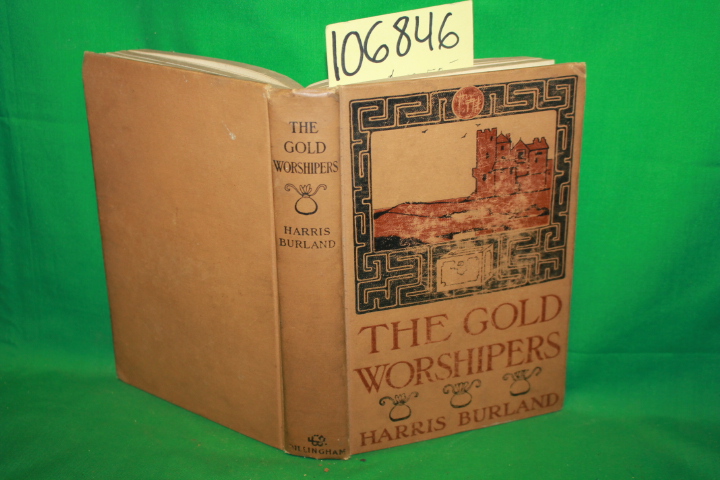 106846
THE
GOLD
WORSHIPERS
HARRIS
BURLAND
THE GOLD
WORSHIPERS
HARRIS BURLAND